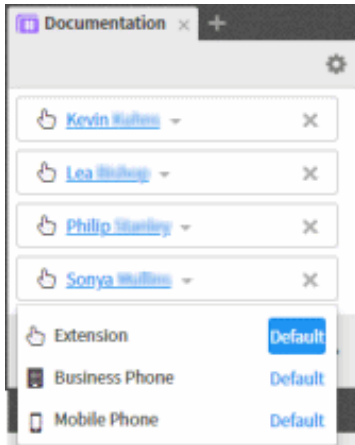 Documentation
Kevin
Lea
Philip
Sonya
Extension Default
Business Phone Default
Mobile Phone Default